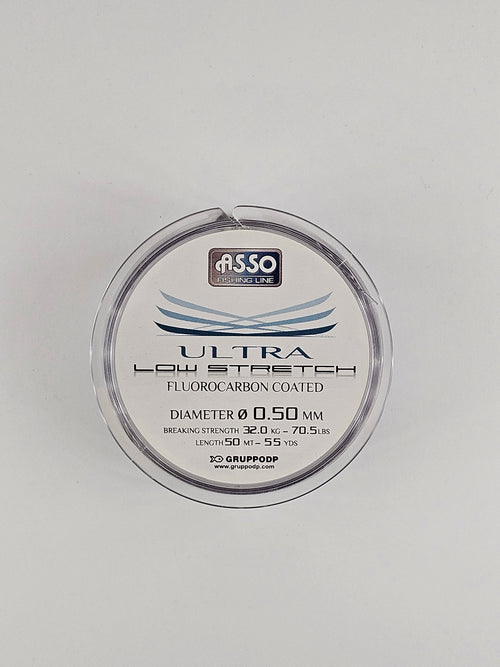 ASSO
FISHING LINE
ULTRA
LOW STRETCH
FLUOROCARBON COATED
DIAMETER Ø 0.50 MM
BREAKING STRENGTH 32.0 KG – 70.5 LBS
LENGTH 50 MT – 55 YDS
GRUPPODP
www.gruppodp.com